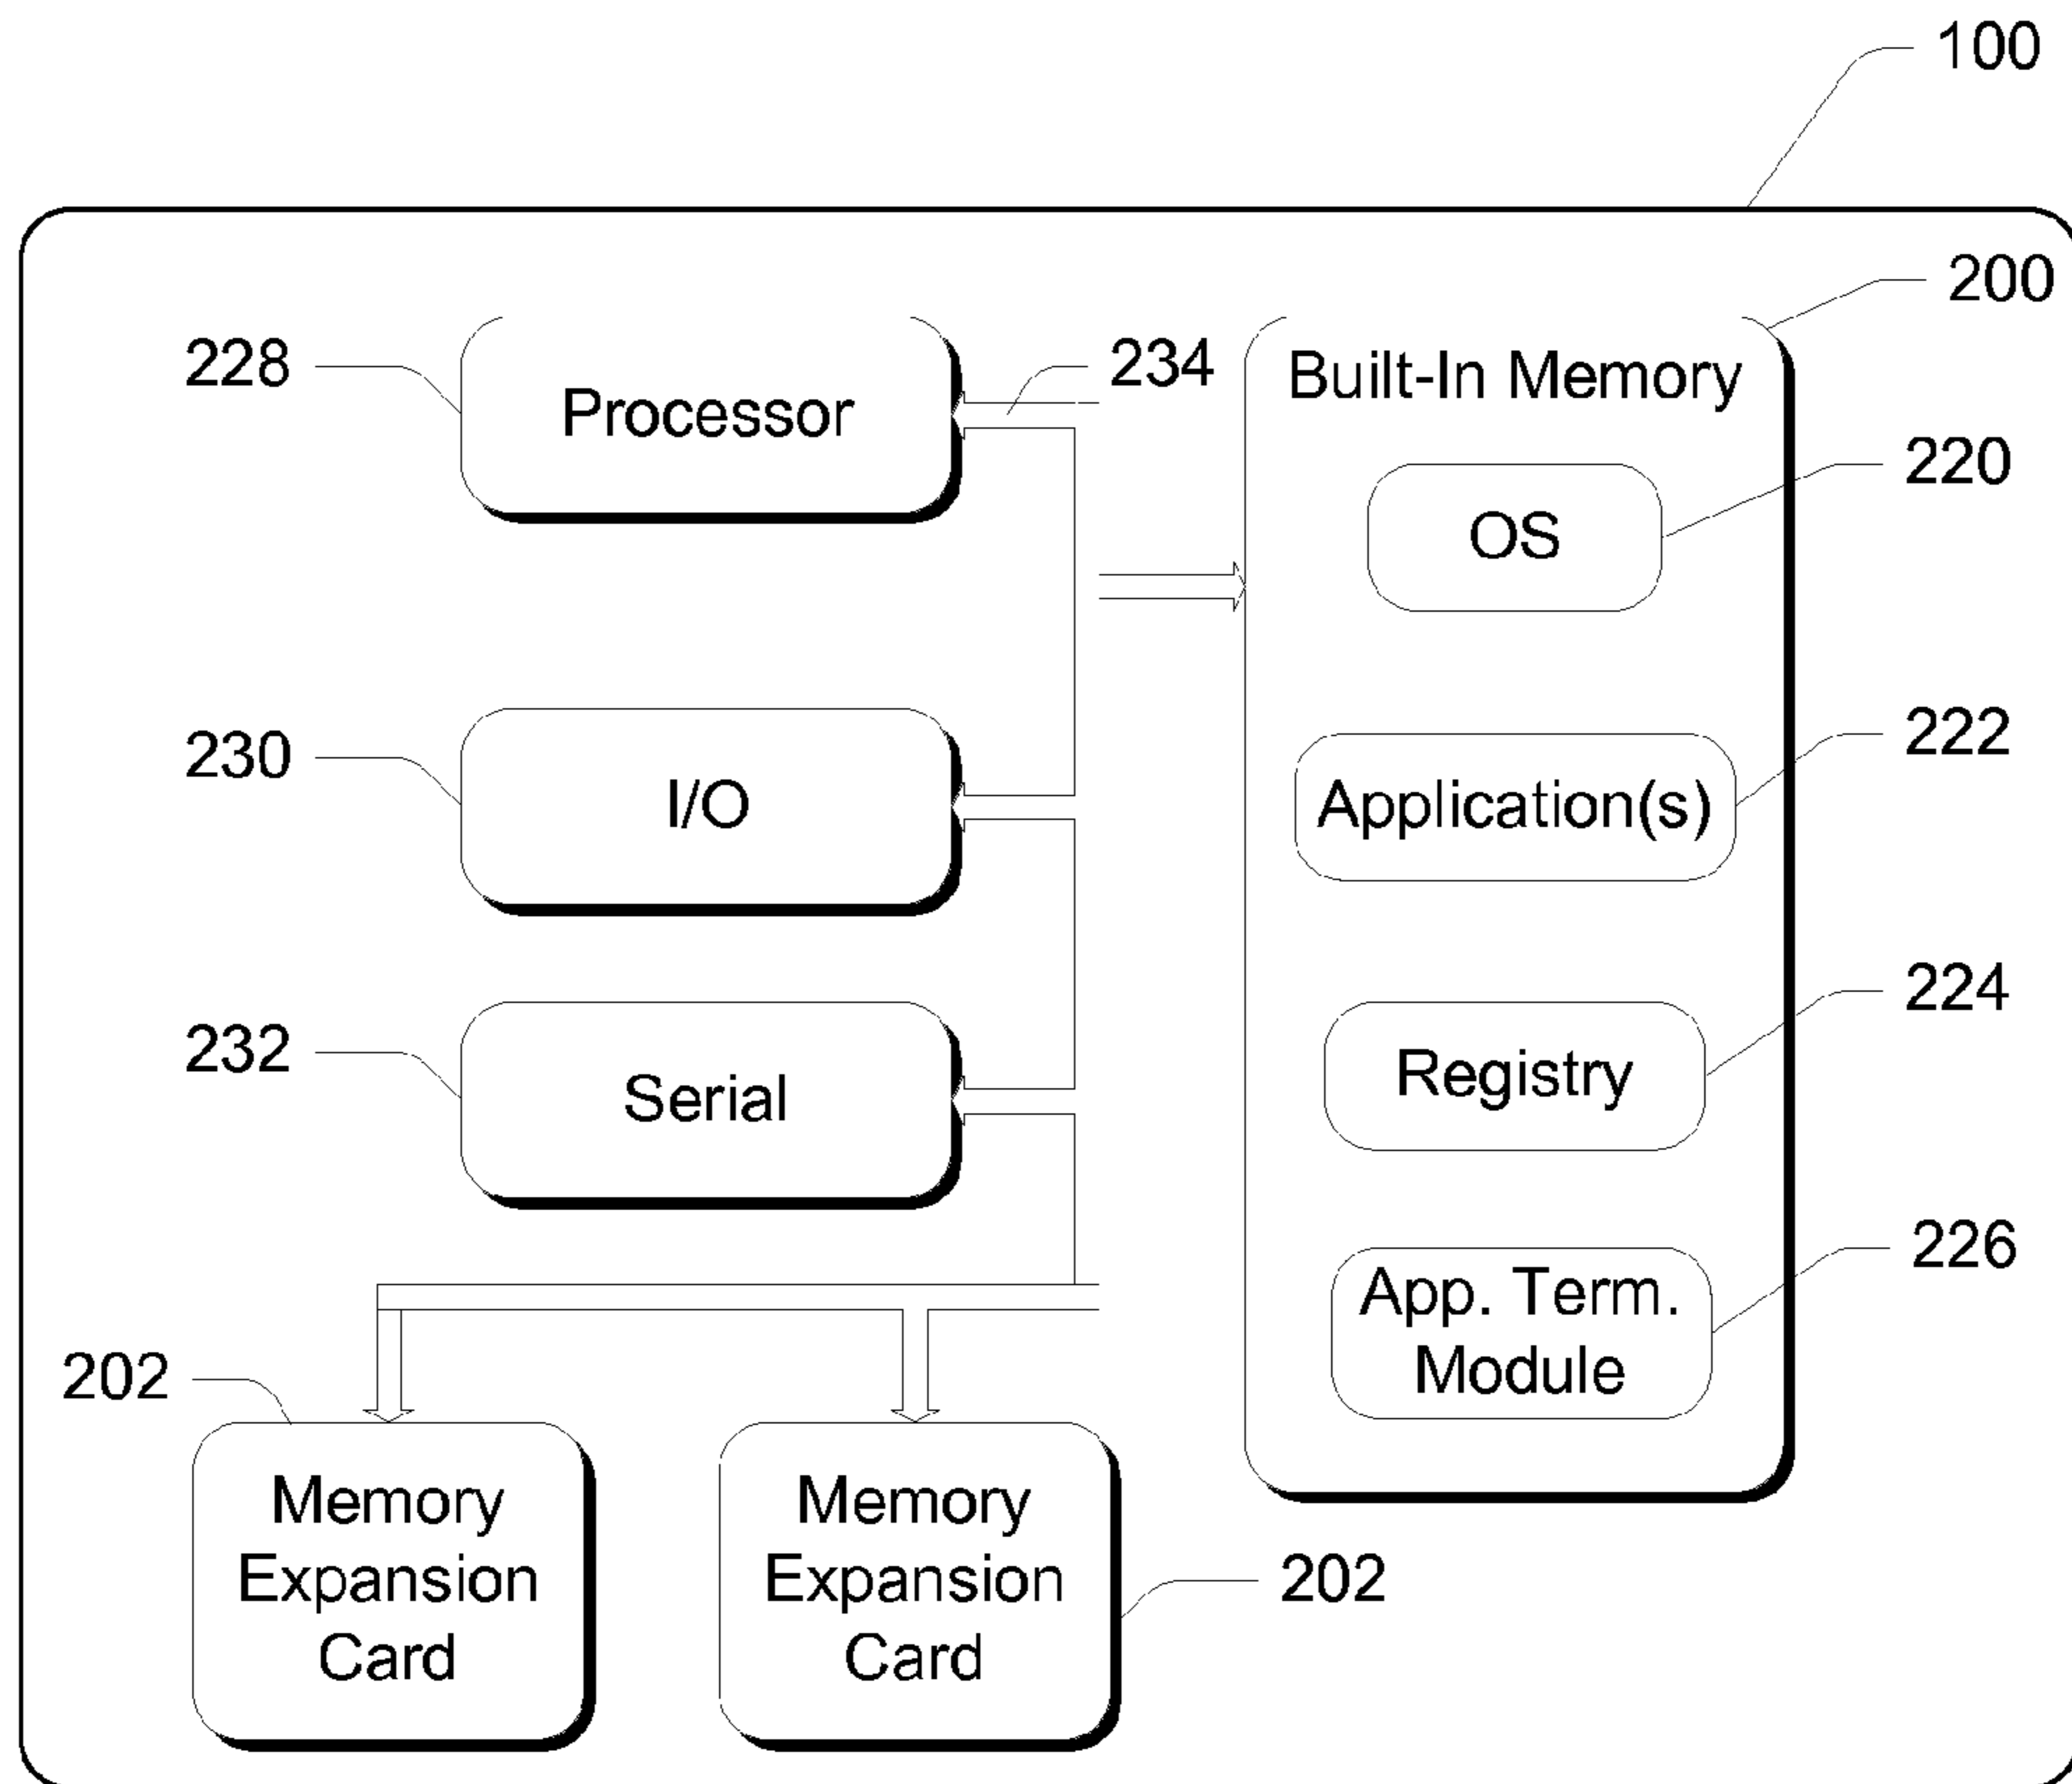 100
200
228
Processor
234
Built-In Memory
220
OS
230
I/O
222
Application(s)
232
Serial
224
Registry
226
App. Term.
Module
202
Memory
Expansion
Card
Memory
Expansion
Card
202